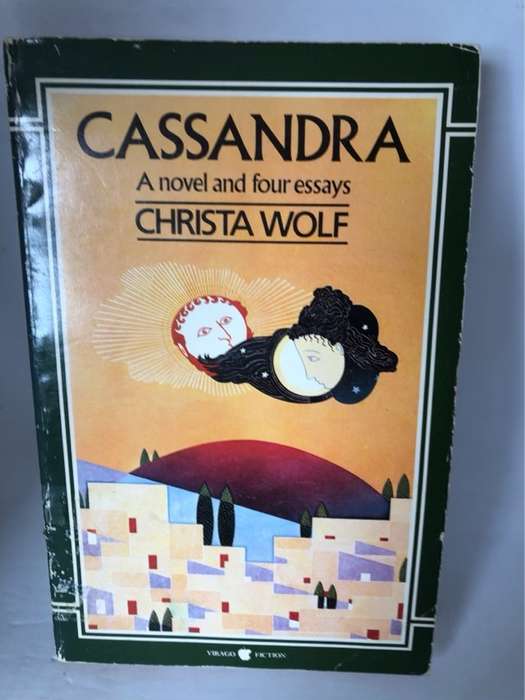 CASSANDRA
A novel and four essays
CHRISTA WOLF
VIRAGO FICTION